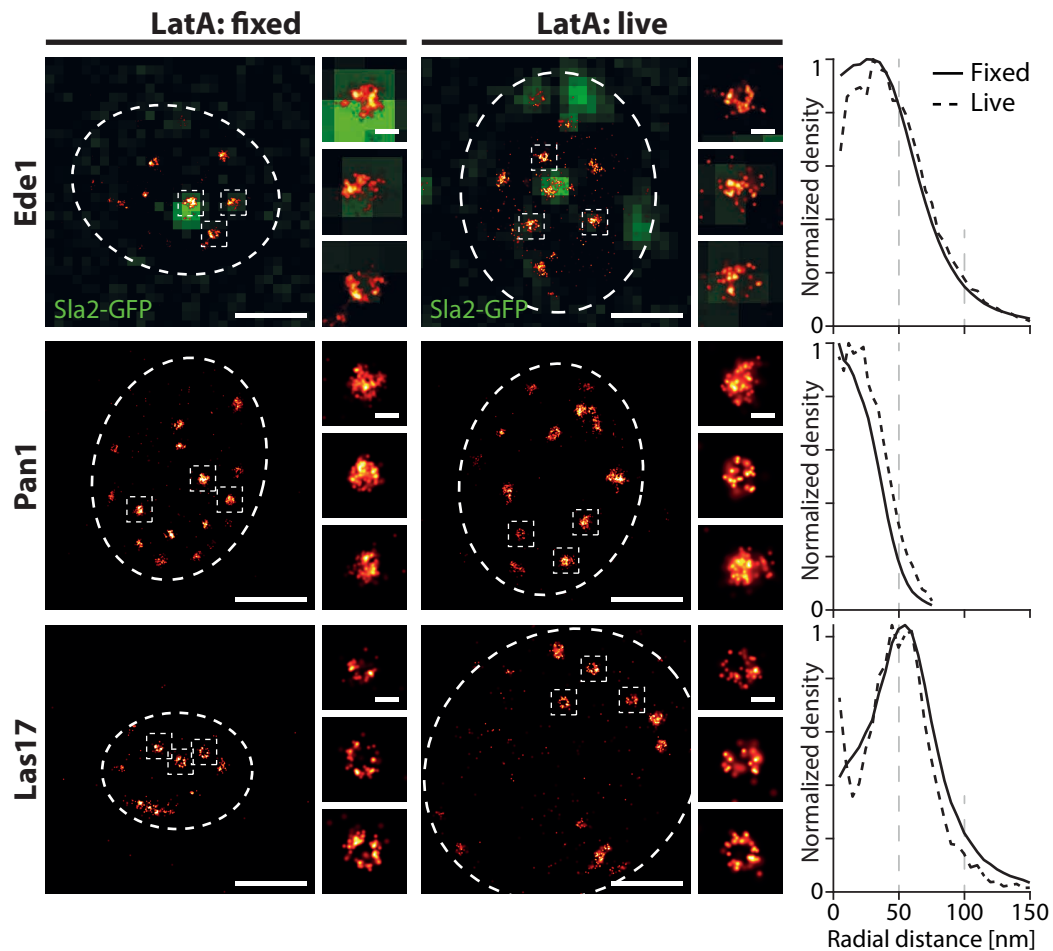 LatA: fixed
LatA: live
Ede1
Sla2-GFP
Sla2-GFP
1
Normalized density
0
Fixed
Live
Pan1
1
Normalized density
0
Las17
1
Normalized density
0
0 50 100 150
Radial distance [nm]